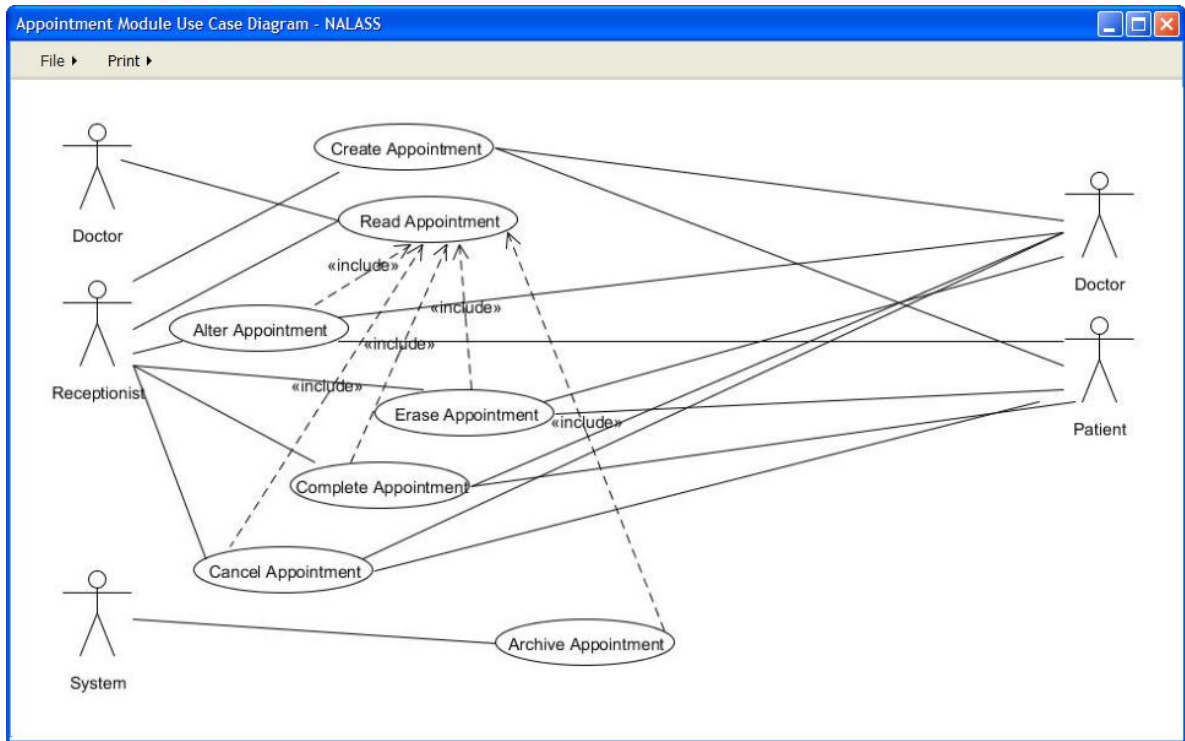 Appointment Module Use Case Diagram - NALASS
File Print
Create Appointment
Read Appointment
Doctor
«include»
Doctor
«include»
Alter Appointment
«include»
«include»
Receptionist
Erase Appointment
«include»
Patient
Complete Appointment
Cancel Appointment
Archive Appointment
System